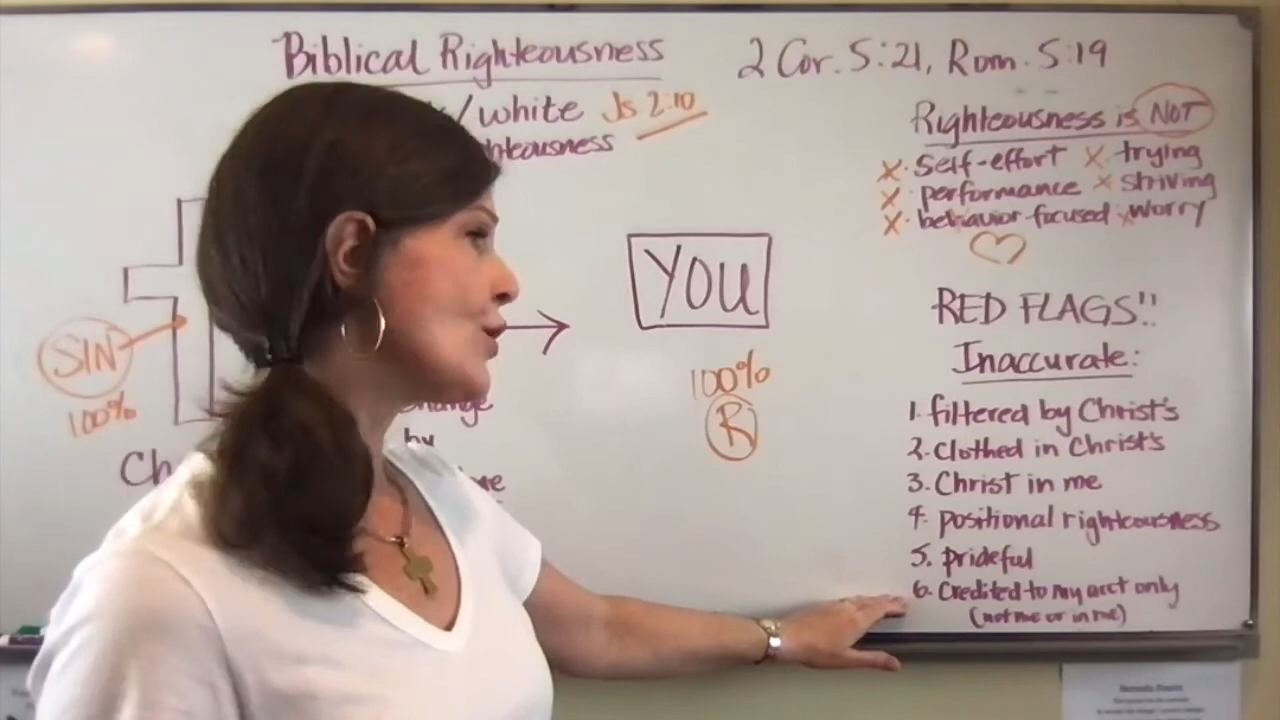 Biblical Righteousness
2 Cor. 5:21, Rom. 5:19
/white Js 2:10
hteousness
Righteousness is NOT
x. Self-effort x trying
x. performance x striving
x. behavior-focused x worry
YOU
100%
R
SIN
100%
Ch
change
by
RED FLAGS!!
Inaccurate:
1. filtered by Christ's
2. Clothed in Christ's
3. Christ in me
4. positional righteousness
5. prideful
6. Credited to my acct only
(not me or in me)